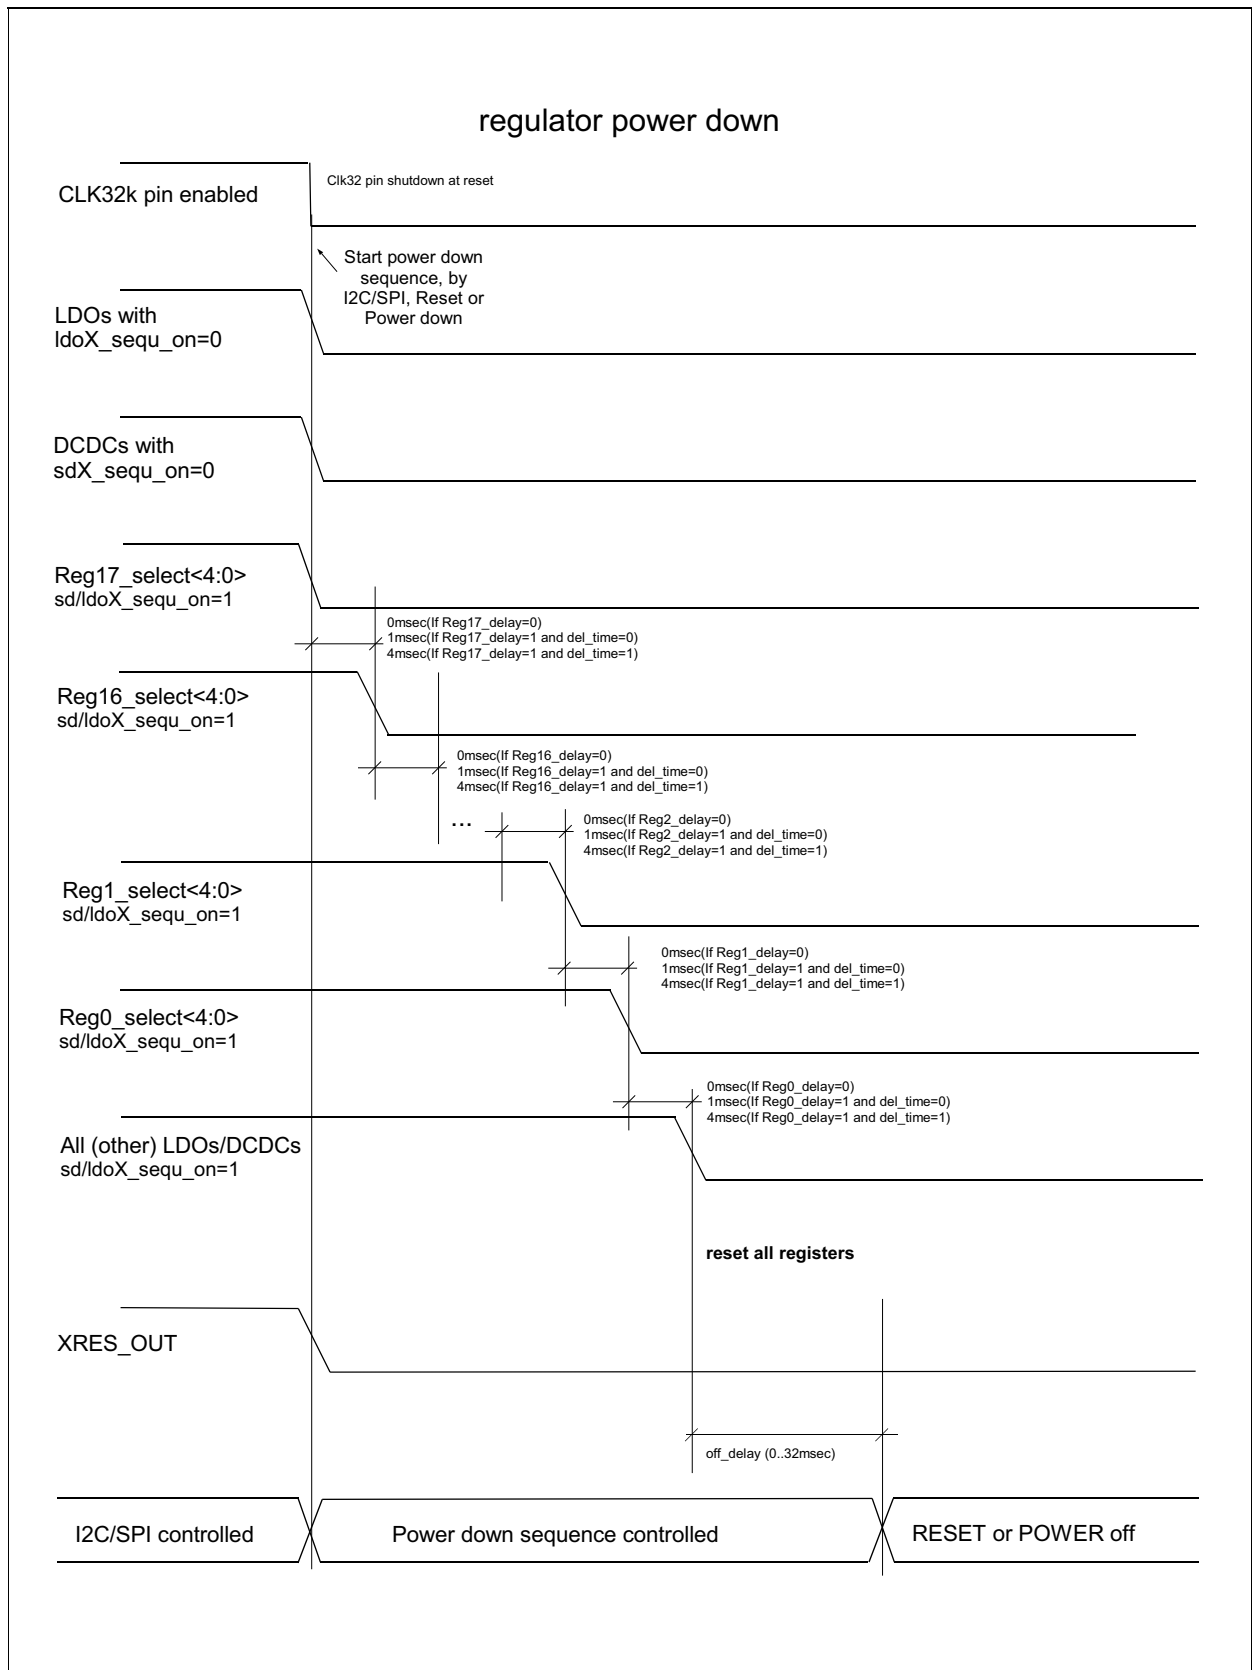 regulator power down
CLK32k pin enabled
Clk32 pin shutdown at reset
Start power down
sequence, by
I2C/SPI, Reset or
Power down
LDOs with
ldoX_sequ_on=0
DCDCs with
sdX_sequ_on=0
Reg17_select<4:0>
sd/ldoX_sequ_on=1
0msec(If Reg17_delay=0)
1msec(If Reg17_delay=1 and del_time=0)
4msec(If Reg17_delay=1 and del_time=1)
Reg16_select<4:0>
sd/ldoX_sequ_on=1
0msec(If Reg16_delay=0)
1msec(If Reg16_delay=1 and del_time=0)
4msec(If Reg16_delay=1 and del_time=1)
...
0msec(If Reg2_delay=0)
1msec(If Reg2_delay=1 and del_time=0)
4msec(If Reg2_delay=1 and del_time=1)
Reg1_select<4:0>
sd/ldoX_sequ_on=1
0msec(If Reg1_delay=0)
1msec(If Reg1_delay=1 and del_time=0)
4msec(If Reg1_delay=1 and del_time=1)
Reg0_select<4:0>
sd/ldoX_sequ_on=1
0msec(If Reg0_delay=0)
1msec(If Reg0_delay=1 and del_time=0)
4msec(If Reg0_delay=1 and del_time=1)
All (other) LDOs/DCDCs
sd/ldoX_sequ_on=1
reset all registers
XRES_OUT
off_delay (0..32msec)
I2C/SPI controlled
Power down sequence controlled
RESET or POWER off